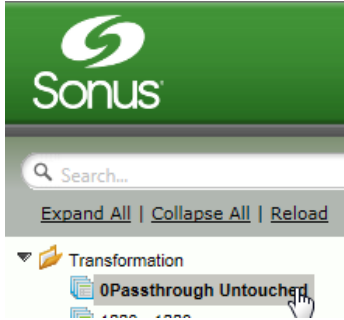 Sonus
Search...
Expand All | Collapse All | Reload
Transformation
0Passthrough Untouched